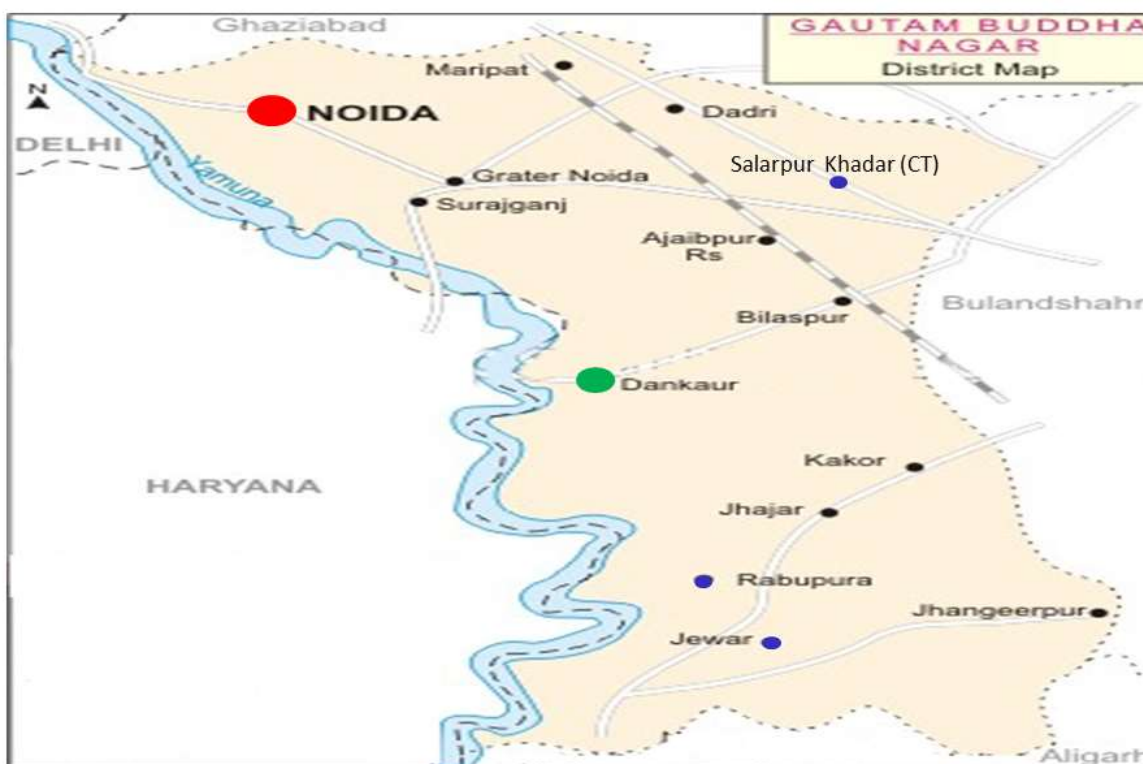 Ghaziabad
GAUTAM BUDDHA
NAGAR
District Map
Maripat
N
NOIDA
Dadri
DELHI
Salarpur Khadar (CT)
Yamuna
Grater Noida
Surajganj
Ajaibpur
Rs
Bulandshahr
Bilaspur
Dankaur
Kakor
HARYANA
Jhajar
Rabupura
Jhangeerpur
Jewar
Aligarh